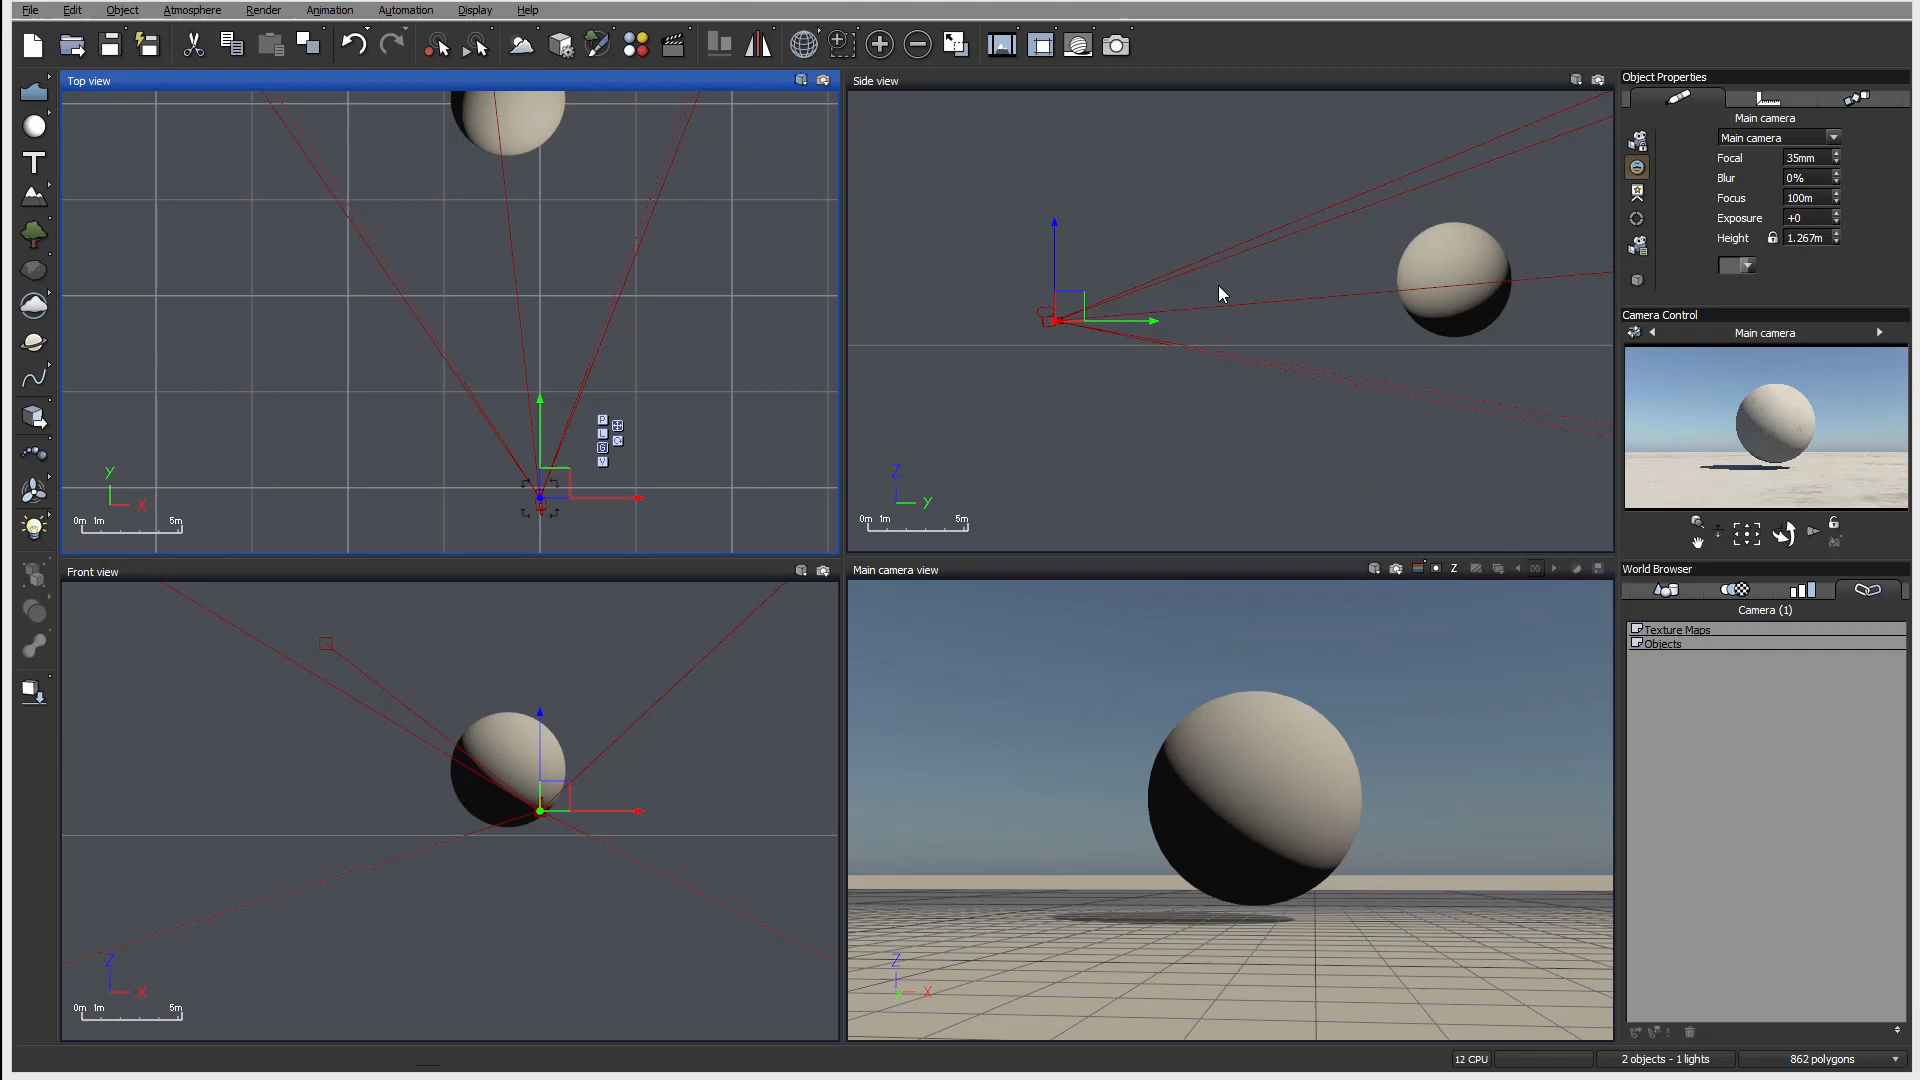 File Edit Object Atmosphere Render Animation Automation Display Help
Top view
Side view
Object Properties
Main camera
Main camera
Focal 35mm
Blur 0%
Focus 100m
Exposure +0
Height 1.267m
Camera Control
Main camera
T
P
L
G
V
Y
X
0m 1m 5m
Z
Y
0m 1m 5m
Front view
Main camera view
Z
00
World Browser
Camera (1)
Texture Maps
Objects
Z
X
0m 1m 5m
Z
Y
X
12 CPU
2 objects - 1 lights
862 polygons